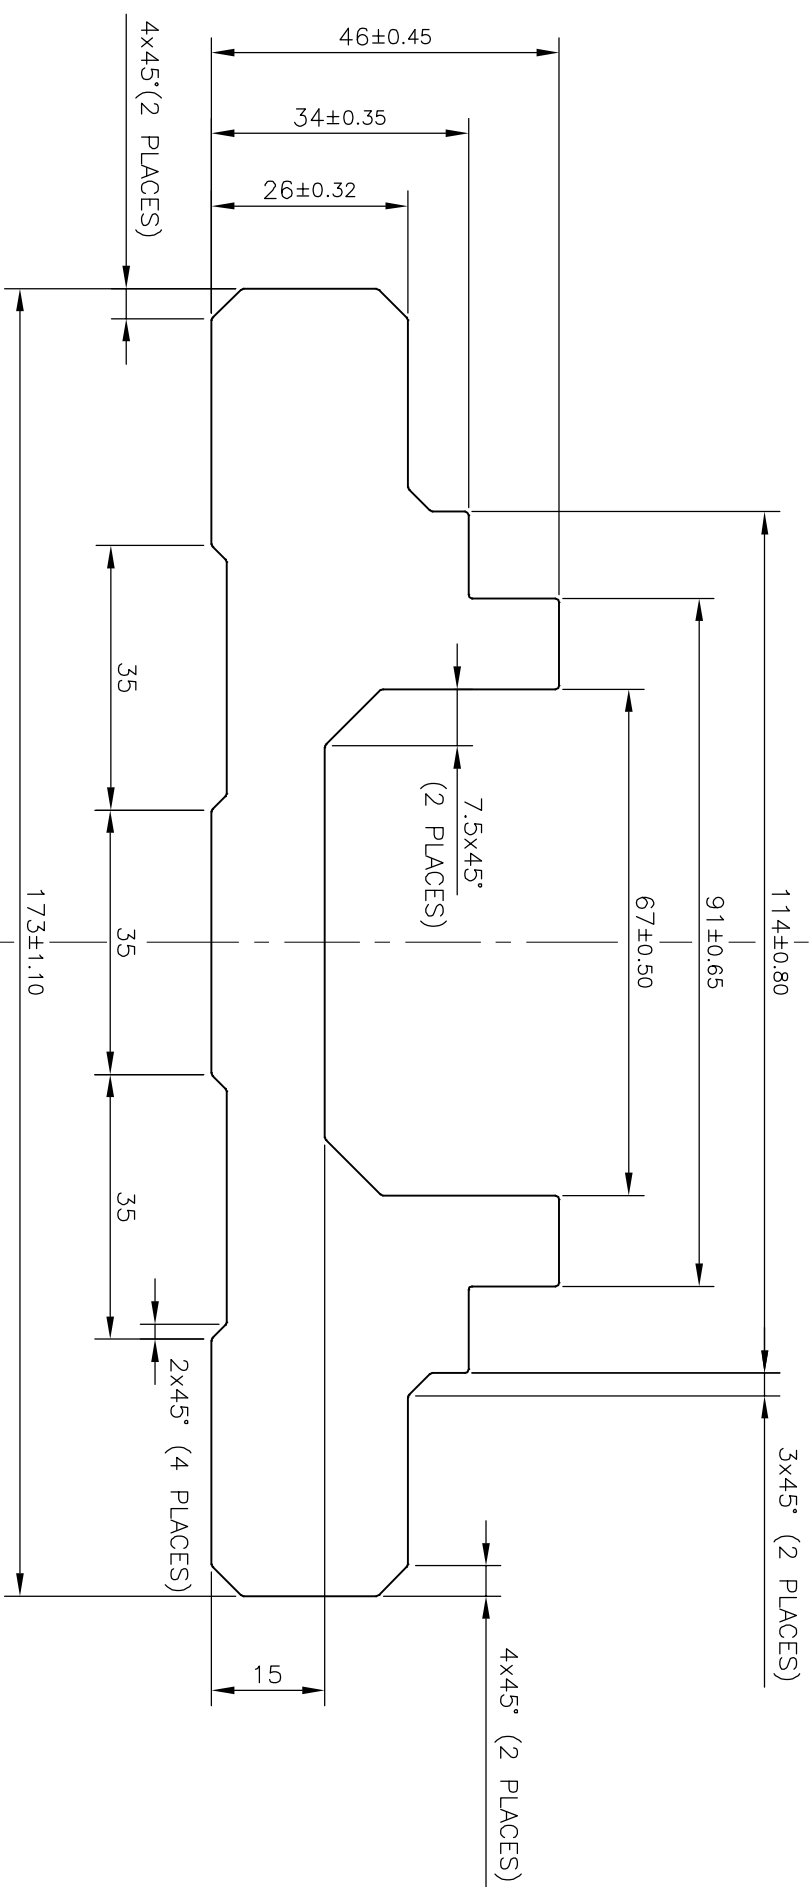 46±0.45
34±0.35
26±0.32
4x45°(2 PLACES)
114±0.80
91±0.65
67±0.50
7.5x45°
(2 PLACES)
35
35
35
173±1.10
2x45° (4 PLACES)
3x45° (2 PLACES)
4x45° (2 PLACES)
15